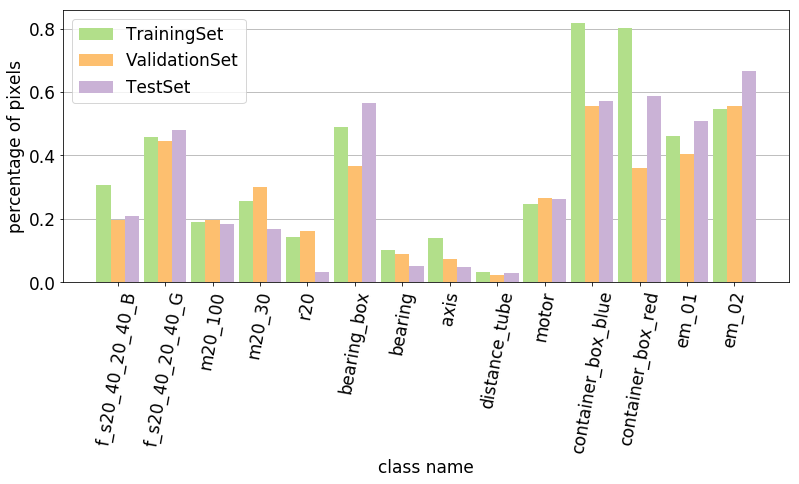 TrainingSet
ValidationSet
TestSet
percentage of pixels
0.8
0.6
0.4
0.2
0.0
f_s20_40_20_40_B
f_s20_40_20_40_G
m20_100
m20_30
r20
bearing_box
bearing
axis
distance_tube
motor
container_box_blue
container_box_red
em_01
em_02
class name